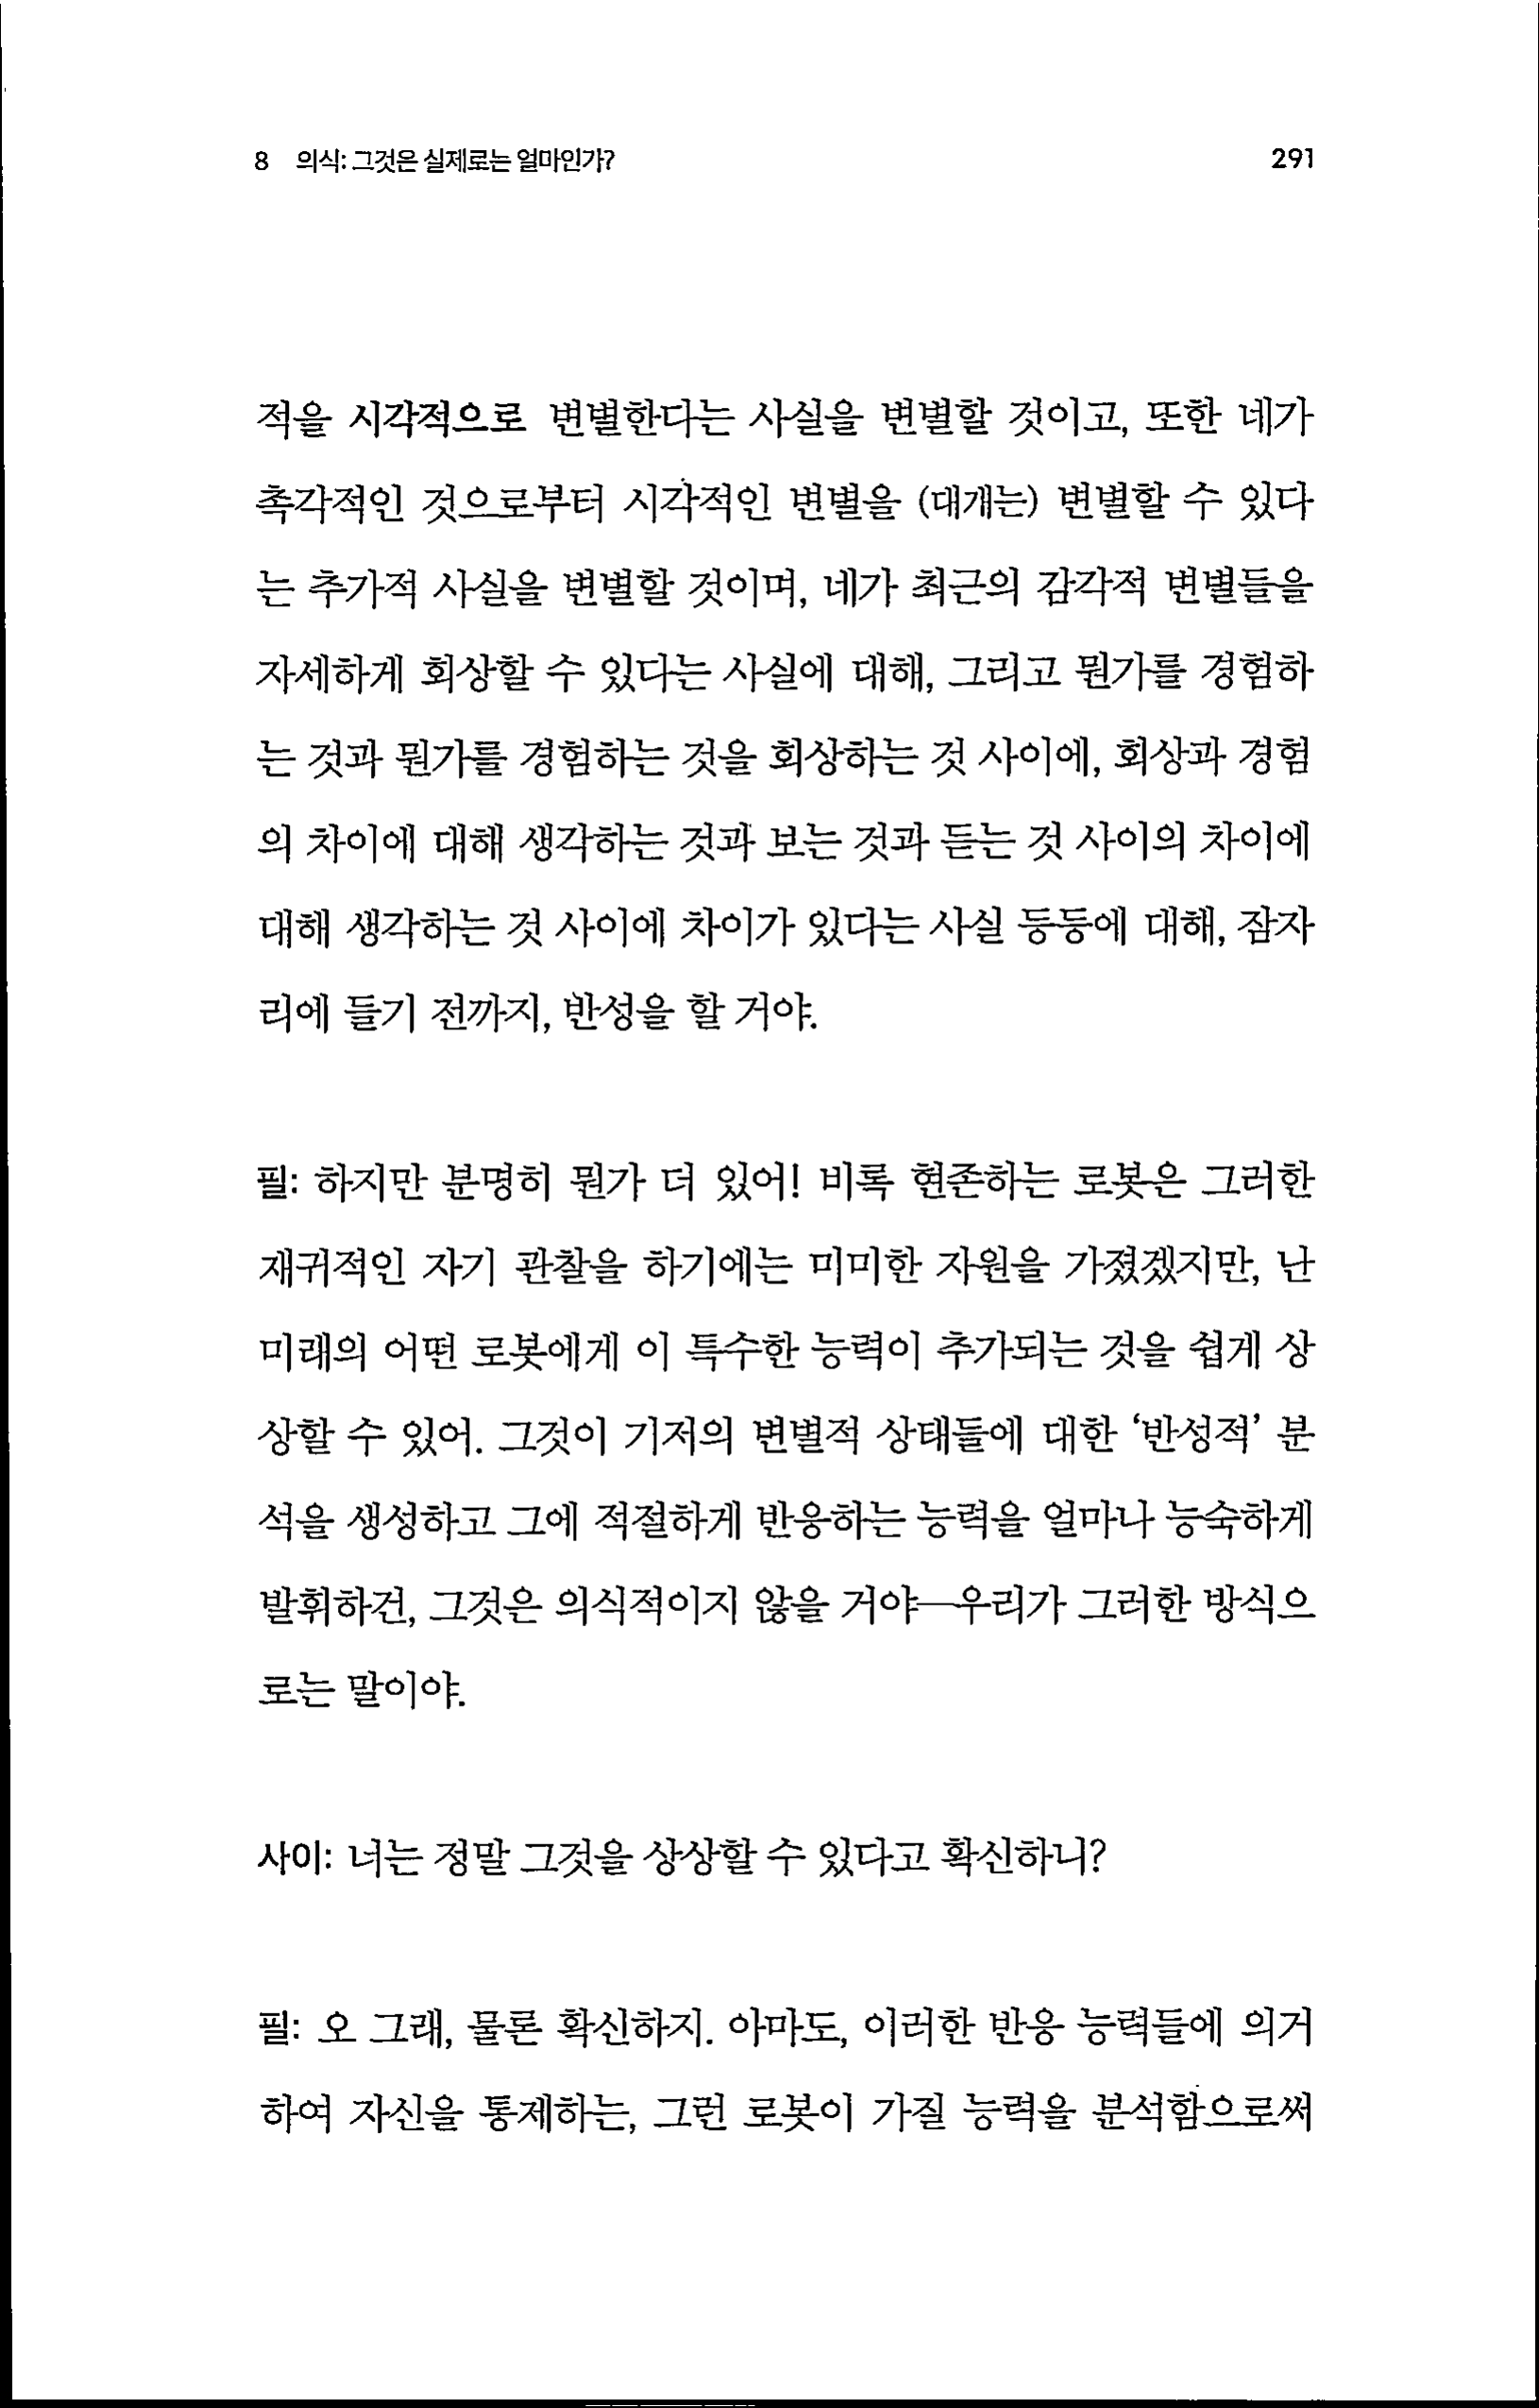 8 의식: 그것은 실제로는 얼마인가?
291
적을 시각적으로 변별한다는 사실을 변별할 것이고, 또한 네가
촉각적인 것으로부터 시각적인 변별을 (대개는) 변별할 수 있다
는 추가적 사실을 변별할 것이며, 네가 최근의 감각적 변별들을
자세하게 회상할 수 있다는 사실에 대해, 그리고 뭔가를 경험하
는 것과 뭔가를 경험하는 것을 회상하는 것 사이에, 회상과 경험
의 차이에 대해 생각하는 것과 보는 것과 듣는 것 사이의 차이에
대해 생각하는 것 사이에 차이가 있다는 사실 등등에 대해, 잠자
리에 들기 전까지, 반성을 할 거야.
필: 하지만 분명히 뭔가 더 있어! 비록 현존하는 로봇은 그러한
재귀적인 자기 관찰을 하기에는 미미한 자원을 가졌겠지만, 난
미래의 어떤 로봇에게 이 특수한 능력이 추가되는 것을 쉽게 상
상할 수 있어. 그것이 기저의 변별적 상태들에 대한 ‘반성적’ 분
석을 생성하고 그에 적절하게 반응하는 능력을 얼마나 능숙하게
발휘하건, 그것은 의식적이지 않을 거야—우리가 그러한 방식으
로는 말이야.
사이: 너는 정말 그것을 상상할 수 있다고 확신하니?
필: 오 그래, 물론 확신하지. 아마도, 이러한 반응 능력들에 의거
하여 자신을 통제하는, 그런 로봇이 가질 능력을 분석함으로써